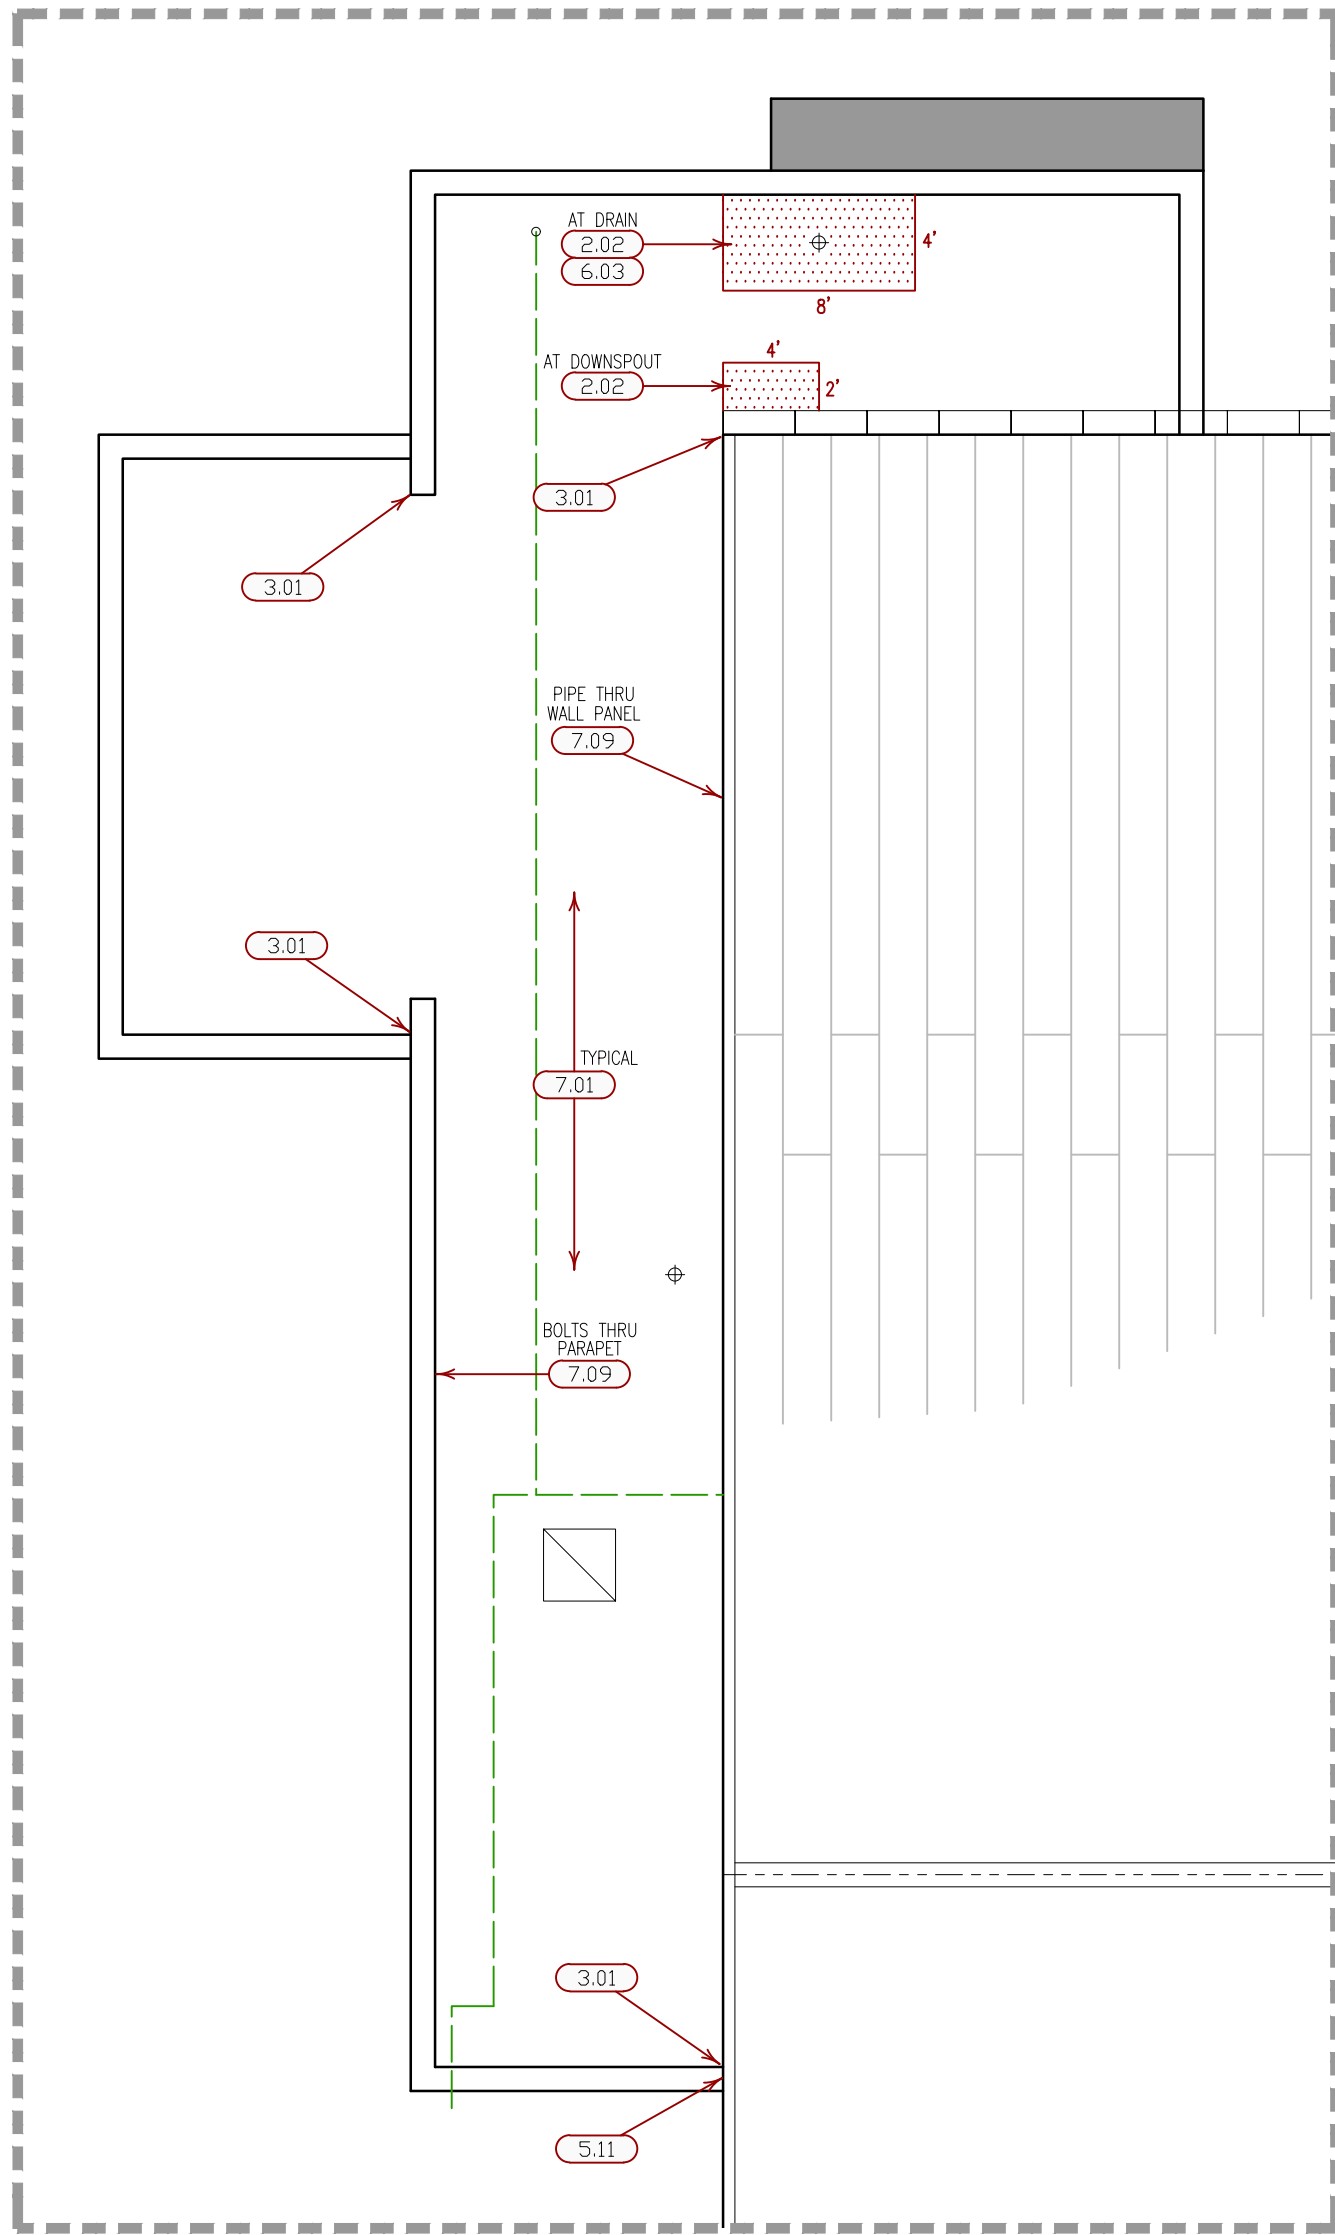 AT DRAIN
2.02
6.03
4'
8'
4'
AT DOWNSPOUT
2.02
2'
3.01
3.01
PIPE THRU
WALL PANEL
7.09
3.01
TYPICAL
7.01
BOLTS THRU
PARAPET
7.09
3.01
5.11